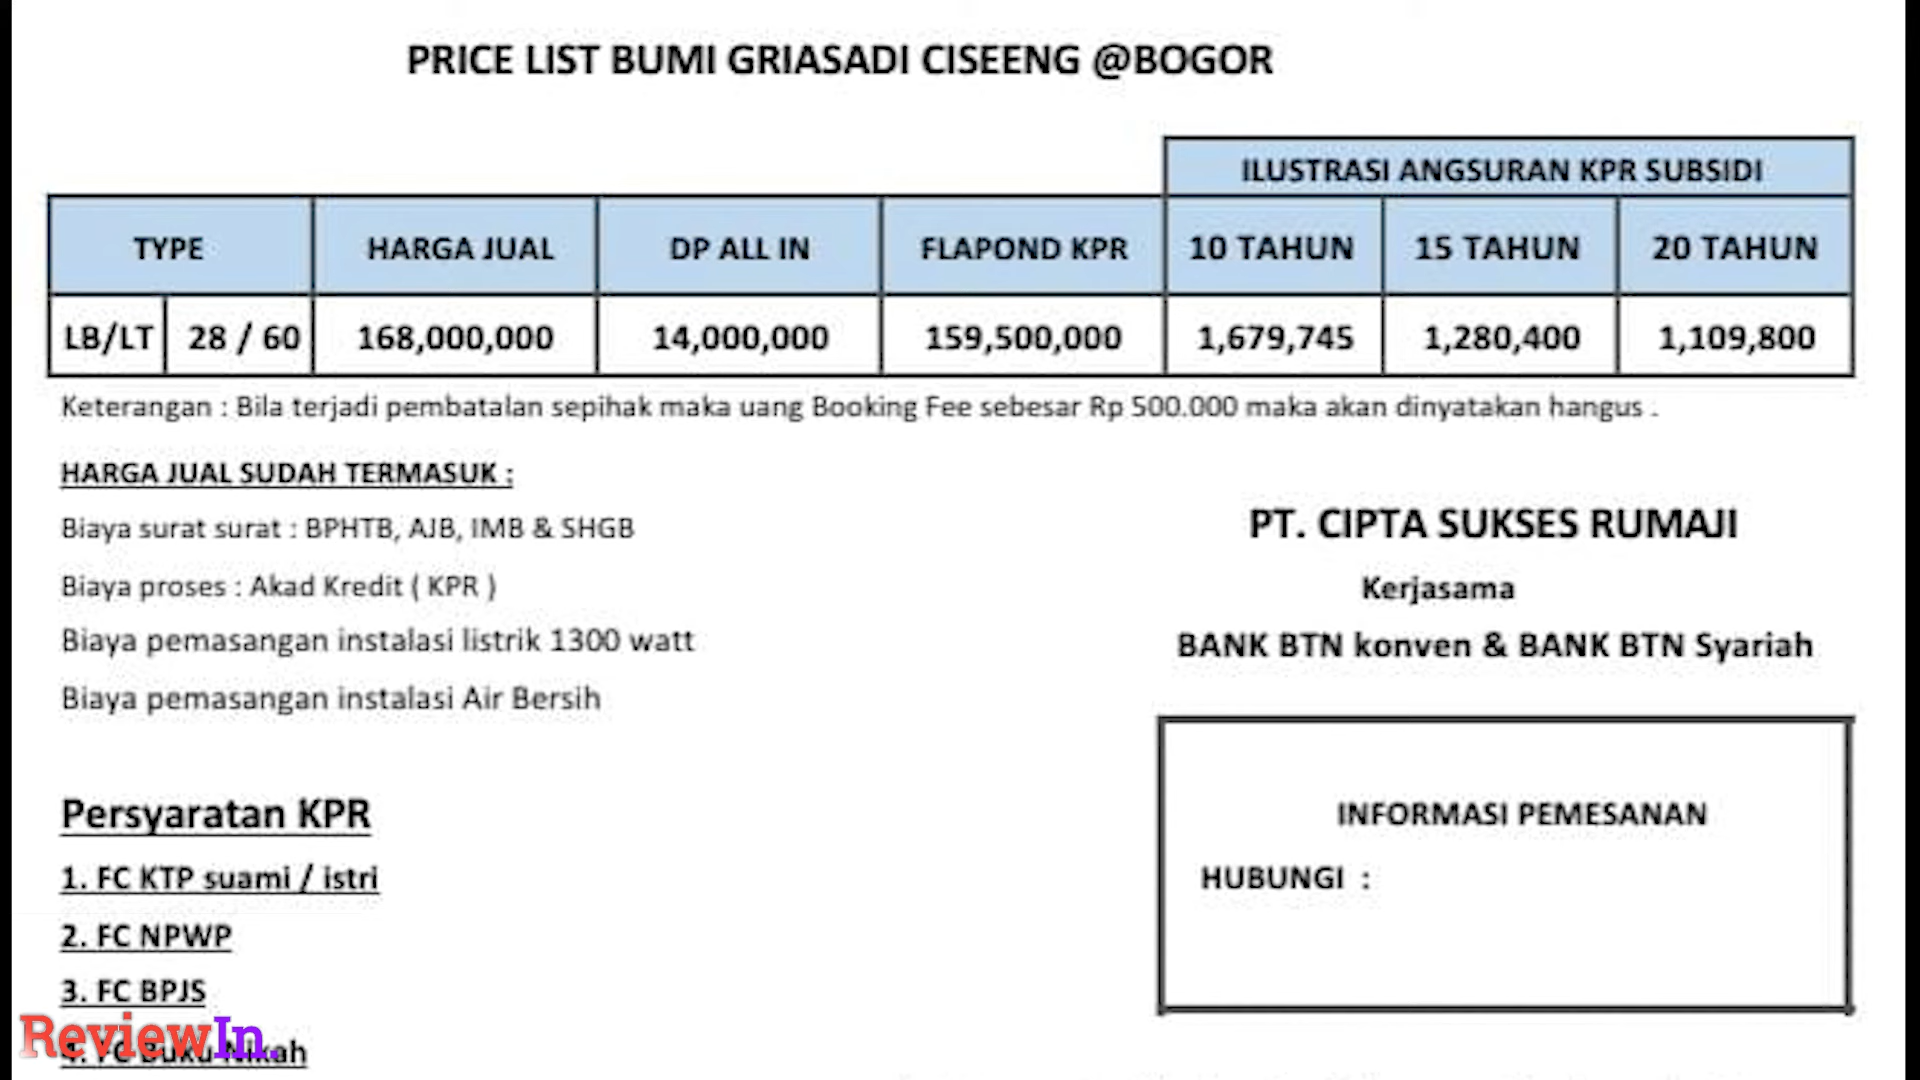 PRICE LIST BUMI GRIASADI CISEENG @BOGOR
ILUSTRASI ANGSURAN KPR SUBSIDI
TYPE HARGA JUAL DP ALL IN FLAPOND KPR 10 TAHUN 15 TAHUN 20 TAHUN
LB/LT 28 / 60 168,000,000 14,000,000 159,500,000 1,679,745 1,280,400 1,109,800
Keterangan : Bila terjadi pembatalan sepihak maka uang Booking Fee sebesar Rp 500.000 maka akan dinyatakan hangus .
HARGA JUAL SUDAH TERMASUK :
Biaya surat surat : BPHTB, AJB, IMB & SHGB
Biaya proses : Akad Kredit ( KPR )
Biaya pemasangan instalasi listrik 1300 watt
Biaya pemasangan instalasi Air Bersih
PT. CIPTA SUKSES RUMAJI
Kerjasama
BANK BTN konven & BANK BTN Syariah
Persyaratan KPR
1. FC KTP suami / istri
2. FC NPWP
3. FC BPJS
4. FC Buku Nikah
INFORMASI PEMESANAN
HUBUNGI :
ReviewIn.